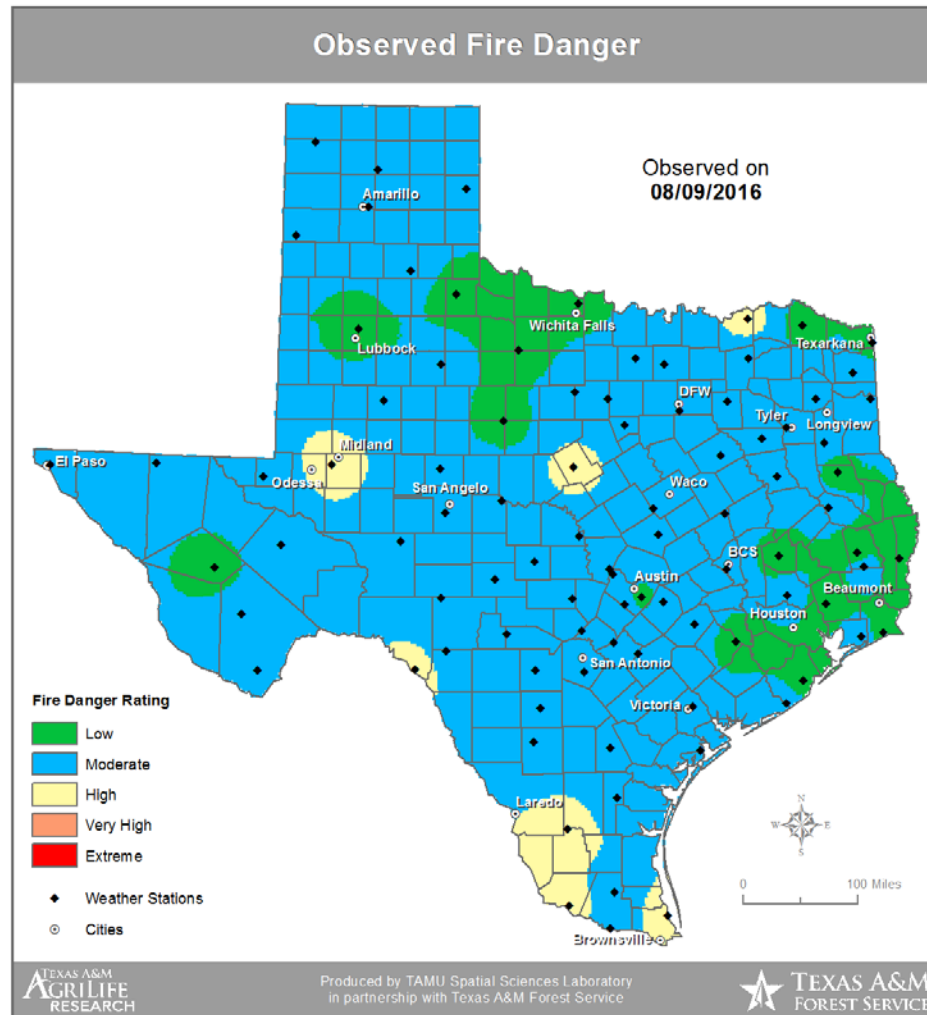 Observed Fire Danger
Observed on
08/09/2016
Amarillo
Wichita Falls
Lubbock
Texarkana
DFW
Tyler
Longview
Midland
El Paso
Odessa
San Angelo
Waco
BCS
Austin
Beaumont
Houston
San Antonio
Victoria
Fire Danger Rating
Low
Moderate
High
Very High
Extreme
Weather Stations
Cities
Laredo
Brownsville
N
W E
S
0 100 Miles
TEXAS A&M
AGRILIFE
RESEARCH
Produced by TAMU Spatial Sciences Laboratory
in partnership with Texas A&M Forest Service
TEXAS A&M
FOREST SERVICE